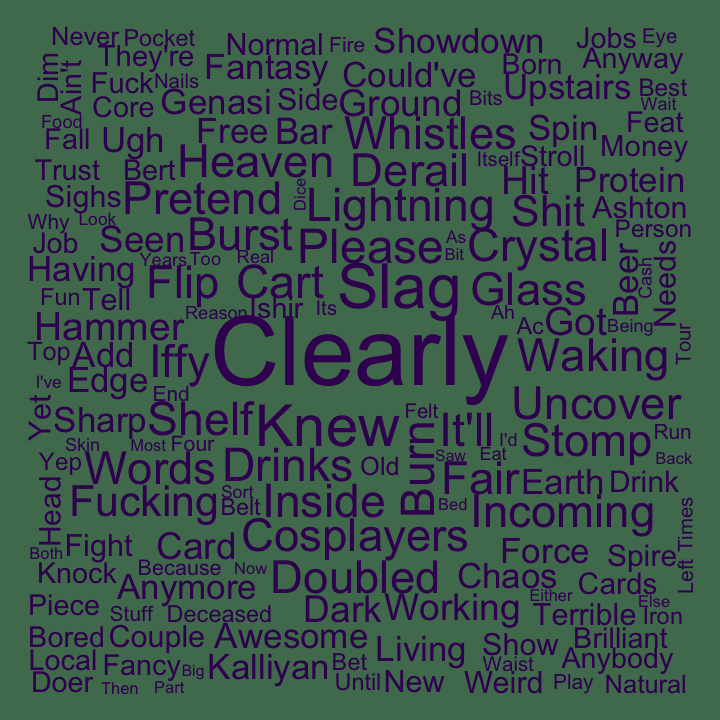 Never Pocket
They're
Normal Fire Showdown Jobs Eye
Dim
Ain't
Fuck Nails
Fantasy
Could've
Born Anyway
Core Genasi Side Ground Bits Upstairs Best
Wait
Food
Fall Ugh Free Bar Whistles Spin Feat
Money
Trust Bert Heaven Derail Itself Stroll
Hit Protein
Sighs Pretend Dice Lightning Shit Ashton
Why Look
Job Seen Burst Please As
Bit
Crystal Person
Having Years Too Real
Fun Tell Flip Cart Slag Glass Beer Cash Needs
Hammer Reason Ishir Its Ah
Ac Got Being
Top Add Iffy Clearly Waking Tour
I've Edge End
Yet Sharp Shelf Knew Felt It'll Uncover
Skin Most Four I'd Stomp Run
Yep Words Drinks Old Burn Saw Eat Back
Head Fucking Sort
Belt Inside Bed Fair Earth Drink
Incoming Left Times
Both Fight Card Cosplayers Force Spire
Knock Because Now Doubled Chaos Cards
Anymore Either
Piece Stuff Deceased Dark Working Terrible Else
Iron
Bored Couple Awesome Living Show Brilliant
Local Fancy Big Kalliyan Bet Waist Anybody
Doer Then Part Until New Weird Play Natural